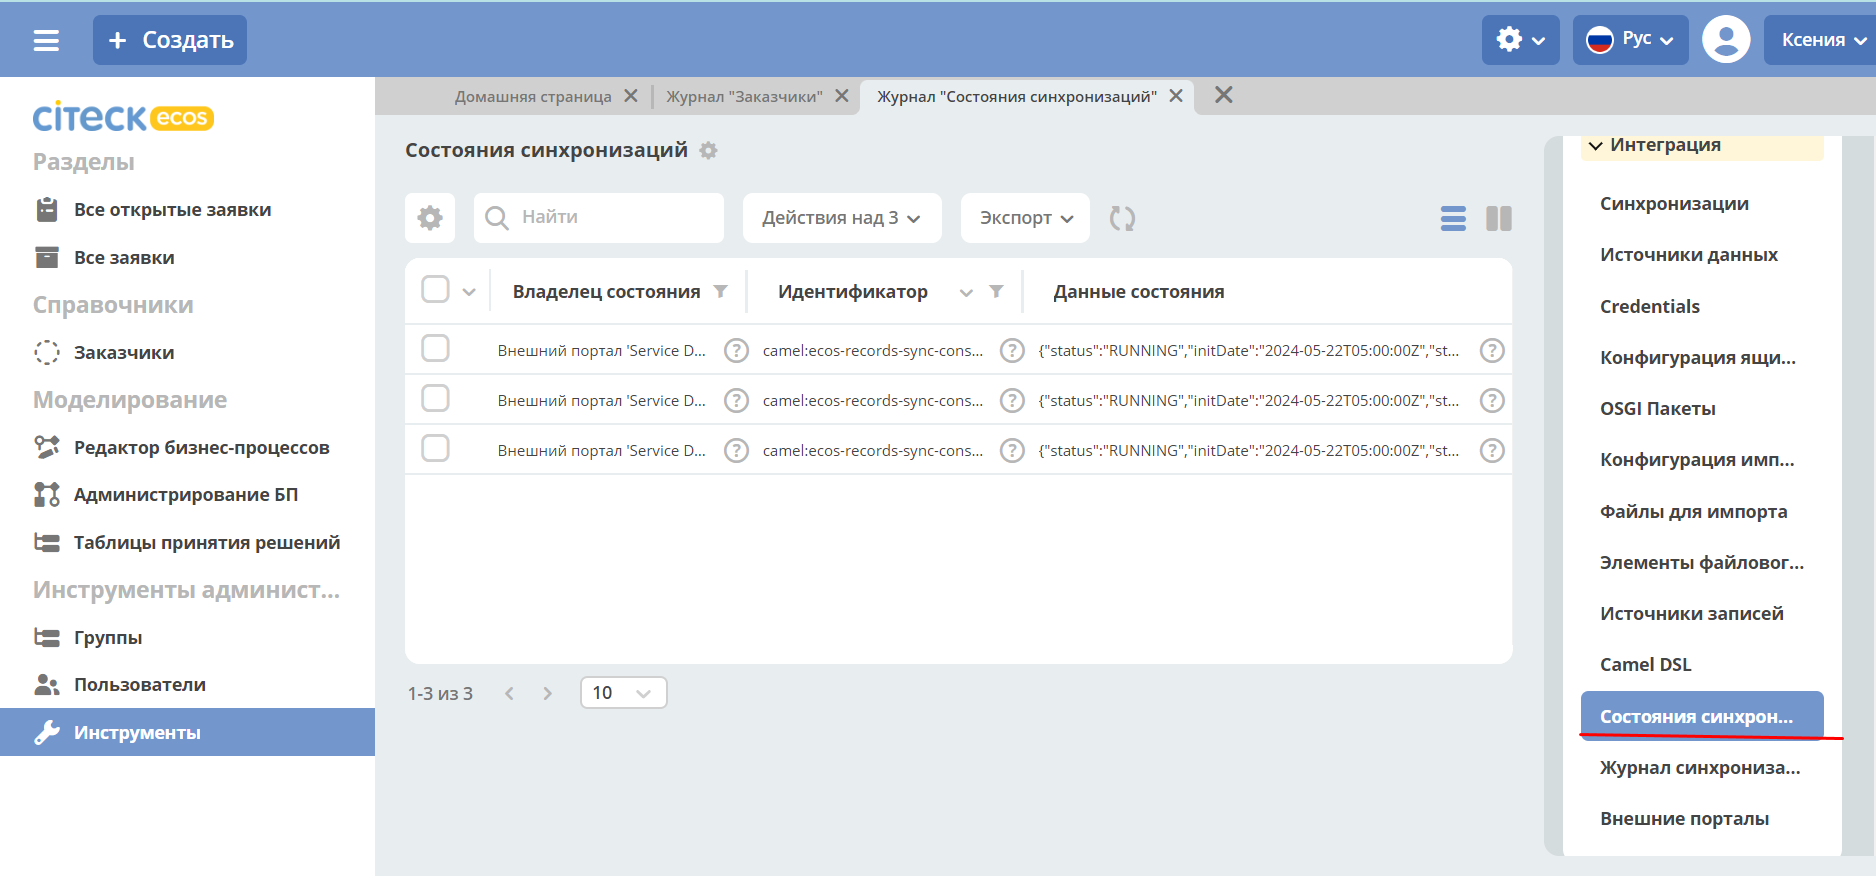 + Создать
Рус
Ксения
Домашняя страница
Журнал "Заказчики"
Журнал "Состояния синхронизаций"
citeck ecos
Разделы
Все открытые заявки
Все заявки
Справочники
Заказчики
Моделирование
Редактор бизнес-процессов
Администрирование БП
Таблицы принятия решений
Инструменты админист...
Группы
Пользователи
Инструменты
Состояния синхронизаций
Найти
Действия над 3
Экспорт
Владелец состояния
Идентификатор
Данные состояния
Внешний портал 'Service D... ? camel:ecos-records-sync-cons... ? {"status":"RUNNING","initDate":"2024-05-22T05:00:00Z","st... ?
Внешний портал 'Service D... ? camel:ecos-records-sync-cons... ? {"status":"RUNNING","initDate":"2024-05-22T05:00:00Z","st... ?
Внешний портал 'Service D... ? camel:ecos-records-sync-cons... ? {"status":"RUNNING","initDate":"2024-05-22T05:00:00Z","st... ?
1-3 из 3
10
Интеграция
Синхронизации
Источники данных
Credentials
Конфигурация ящи...
OSGI Пакеты
Конфигурация имп...
Файлы для импорта
Элементы файловог...
Источники записей
Camel DSL
Состояния синхрон...
Журнал синхрониза...
Внешние порталы